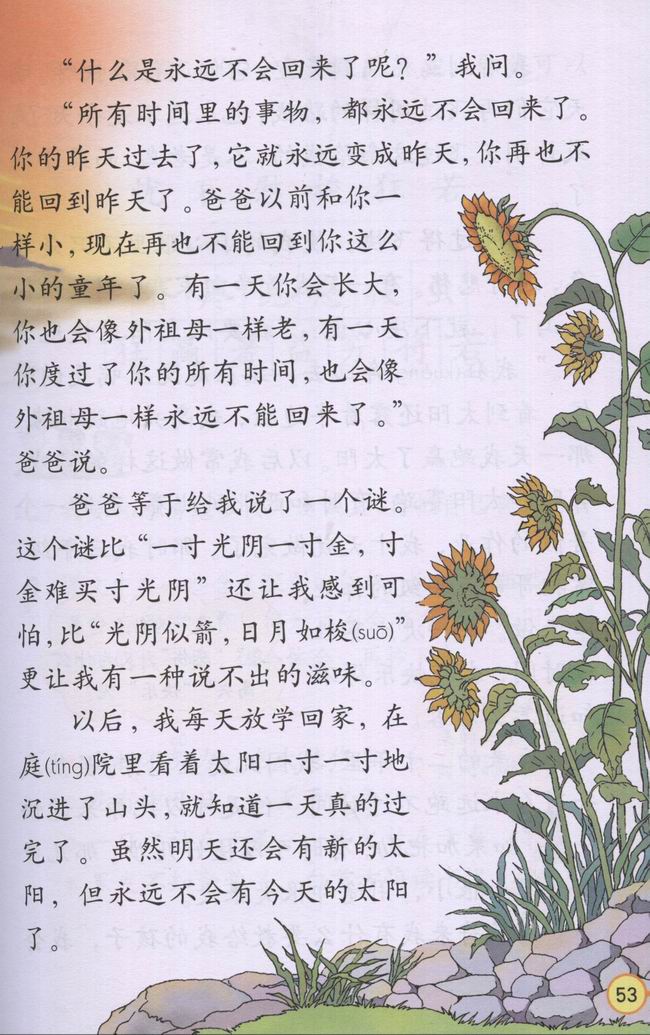 “什么是永远不会回来了呢？”我问。
“所有时间里的事物，都永远不会回来了。
你的昨天过去了，它就永远变成昨天，你再也不
能回到昨天了。爸爸以前和你一
样小，现在再也不能回到你这么
小的童年了。有一天你会长大，
你也会像外祖母一样老，有一天
你度过了你的所有时间，也会像
外祖母一样永远不能回来了。”
爸爸说。
爸爸等于给我说了一个谜。
这个谜比“一寸光阴一寸金，寸
金难买寸光阴”还让我感到可
怕，比“光阴似箭，日月如梭(suō)”
更让我有一种说不出的滋味。
以后，我每天放学回家，在
庭(tíng)院里看着太阳一寸一寸地
沉进了山头，就知道一天真的过
完了。虽然明天还会有新的太
阳，但永远不会有今天的太阳
了。
53